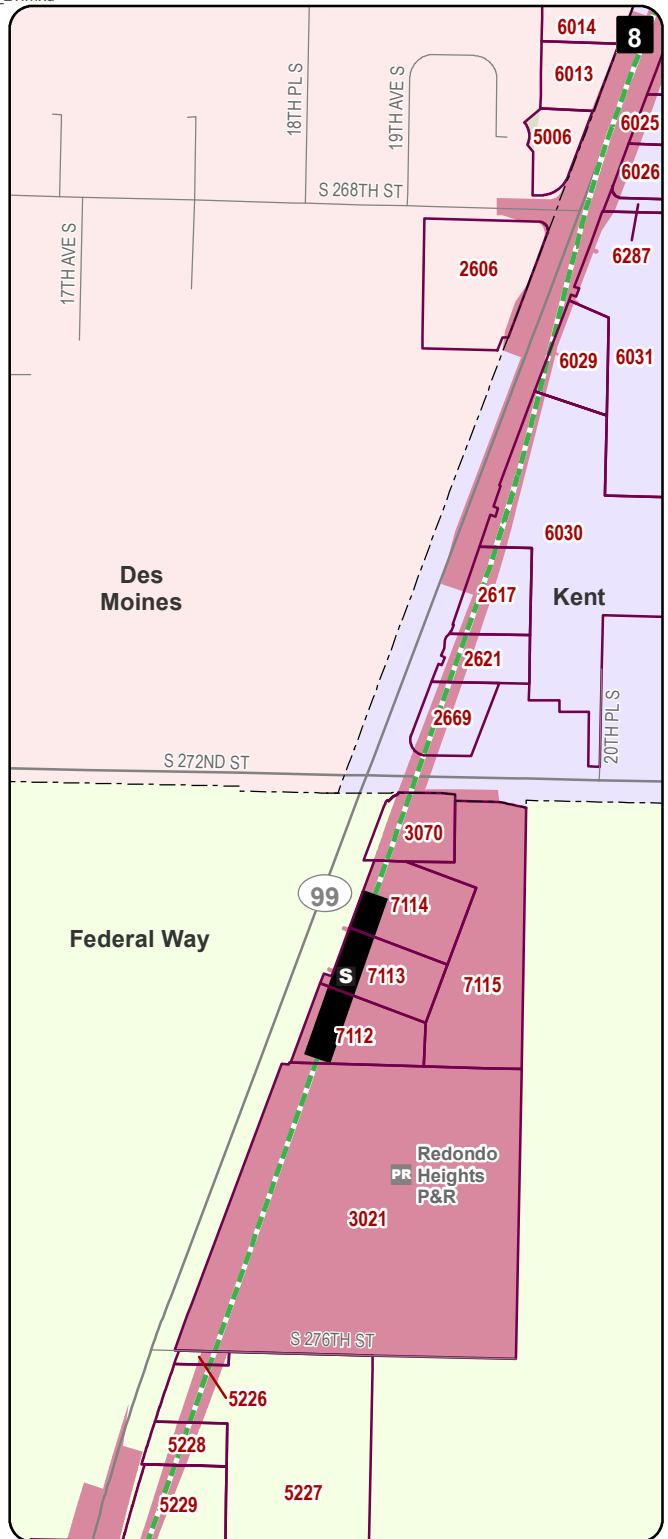 6014
8
6013
18TH PL S
19TH AVE S
6025
5006
6026
S 268TH ST
17TH AVE S
6287
2606
6029
6031
6030
Des
Moines
2617
Kent
2621
2669
20TH PL S
S 272ND ST
3070
99
7114
Federal Way
S
7113
7115
7112
PR
Redondo
Heights
P&R
3021
S 276TH ST
5226
5228
5227
5229